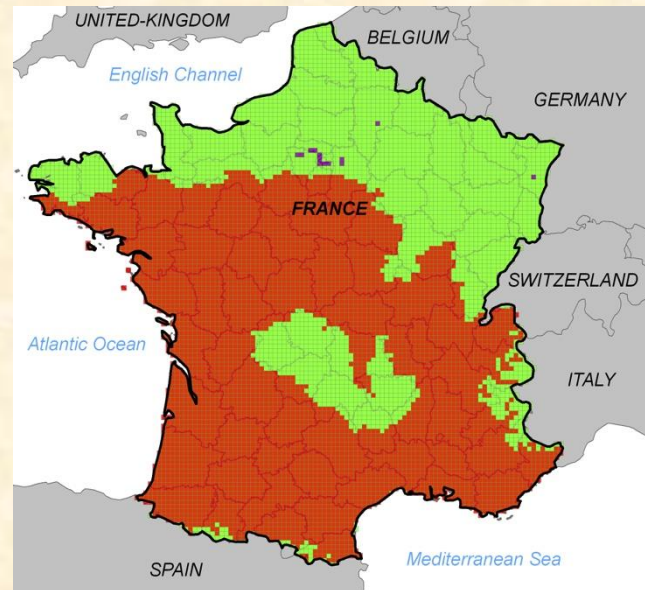 UNITED-KINGDOM
BELGIUM
English Channel
GERMANY
FRANCE
SWITZERLAND
Atlantic Ocean
ITALY
Mediterranean Sea
SPAIN